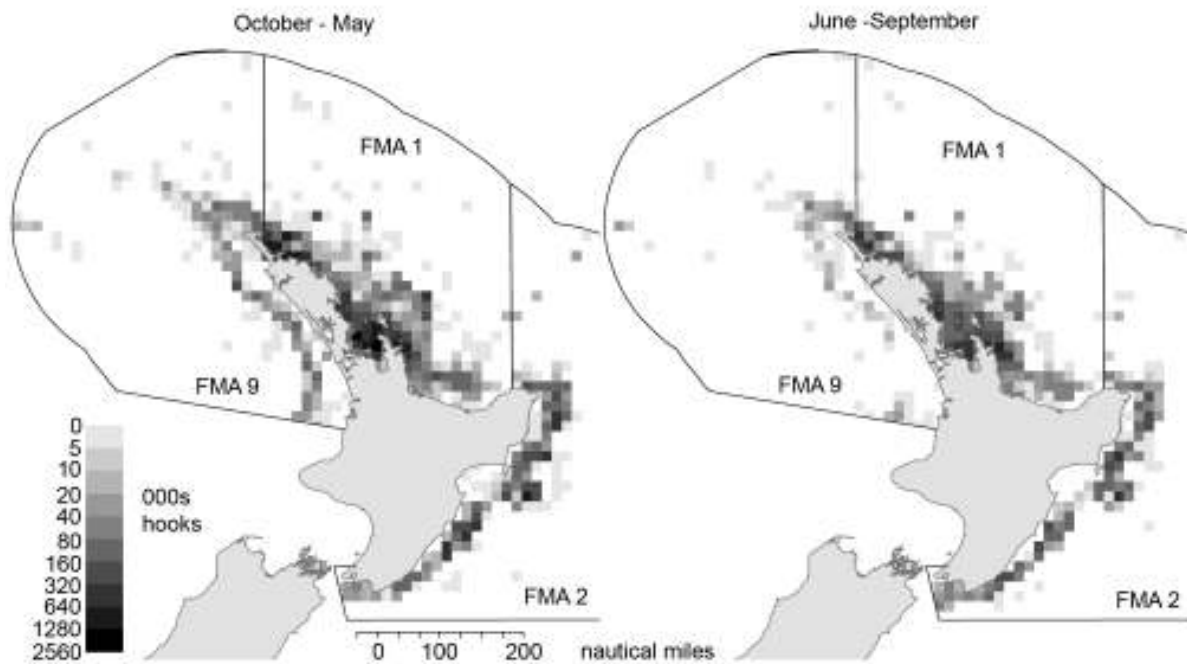 October - May
June -September
FMA 1
FMA 1
FMA 9
FMA 9
0
5
10
20
40
80
160
320
640
1280
2560
000s
hooks
FMA 2
FMA 2
0 100 200 nautical miles